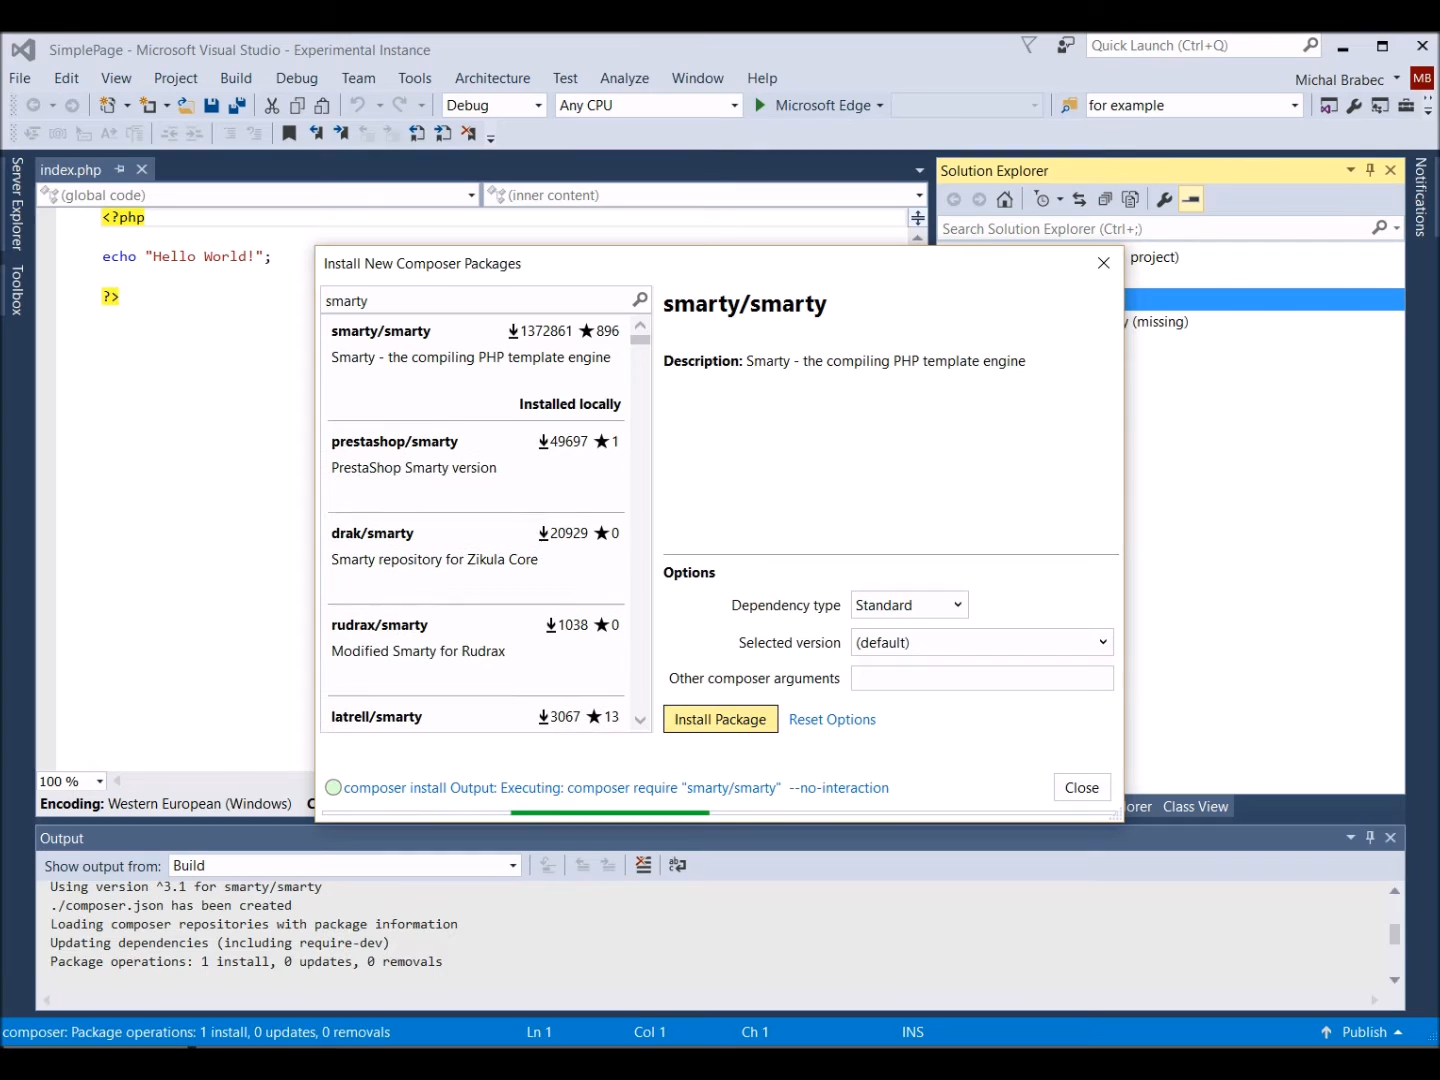 SimplePage - Microsoft Visual Studio - Experimental Instance
Quick Launch (Ctrl+Q)
File Edit View Project Build Debug Team Tools Architecture Test Analyze Window Help
Michal Brabec MB
Debug Any CPU Microsoft Edge for example
Server Explorer
Toolbox
Notifications
index.php
(global code) (inner content)
<?php
echo "Hello World!";
?>
Solution Explorer
Search Solution Explorer (Ctrl+;)
project)
(missing)
Install New Composer Packages
smarty
smarty/smarty 1372861 ★896
Smarty - the compiling PHP template engine
Installed locally
prestashop/smarty 49697 ★1
PrestaShop Smarty version
drak/smarty 20929 ★0
Smarty repository for Zikula Core
rudrax/smarty 1038 ★0
Modified Smarty for Rudrax
latrell/smarty 3067 ★13
smarty/smarty
Description: Smarty - the compiling PHP template engine
Options
Dependency type Standard
Selected version (default)
Other composer arguments
Install Package Reset Options
composer install Output: Executing: composer require "smarty/smarty" --no-interaction
Close
100 %
Encoding: Western European (Windows)
Class View
Output
Show output from: Build
Using version ^3.1 for smarty/smarty
./composer.json has been created
Loading composer repositories with package information
Updating dependencies (including require-dev)
Package operations: 1 install, 0 updates, 0 removals
composer: Package operations: 1 install, 0 updates, 0 removals Ln 1 Col 1 Ch 1 INS Publish